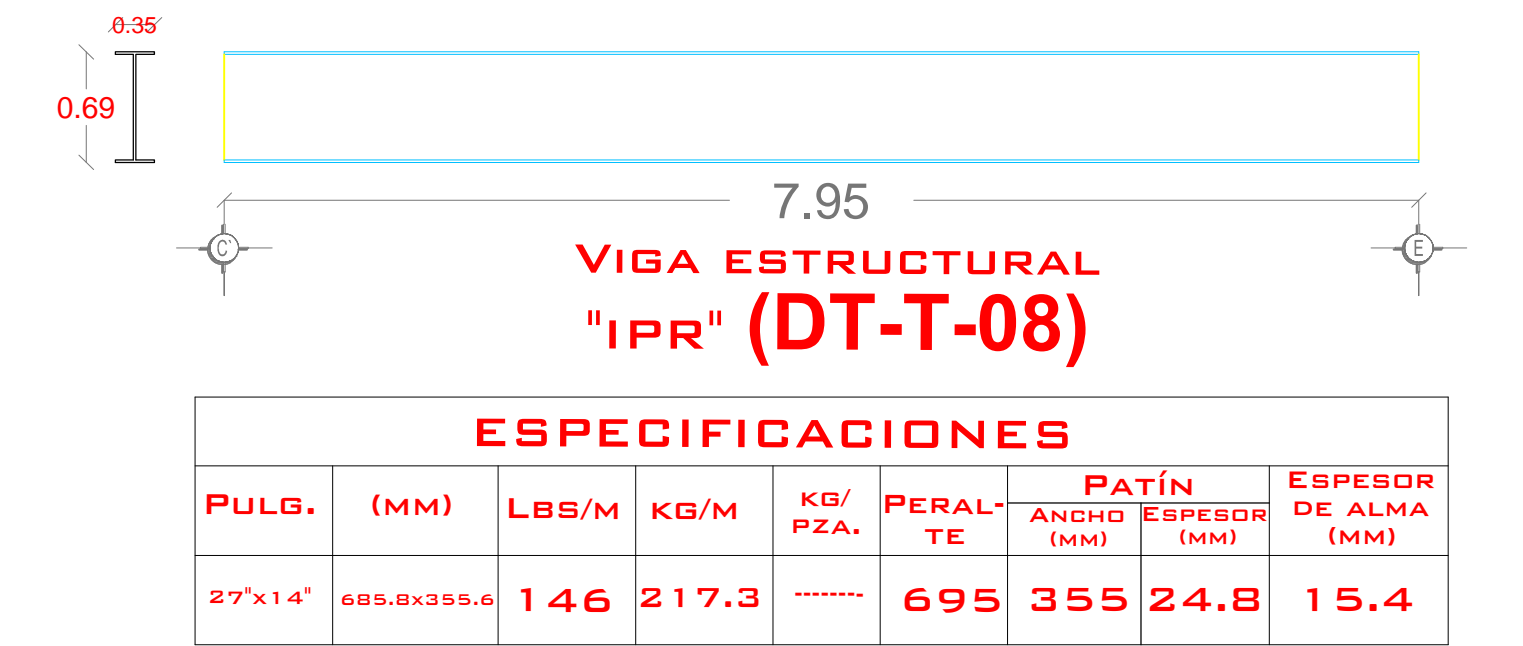 0.35
0.69
7.95
C` E
VIGA ESTRUCTURAL
"IPR" (DT-T-08)
ESPECIFICACIONES
PULG. (MM) LBS/M KG/M KG/ PZA. PERAL- TE PATÍN ESPESOR DE ALMA (MM)
ANCHO (MM) ESPESOR (MM)
27"X14" 685.8X355.6 146 217.3 ------- 695 355 24.8 15.4